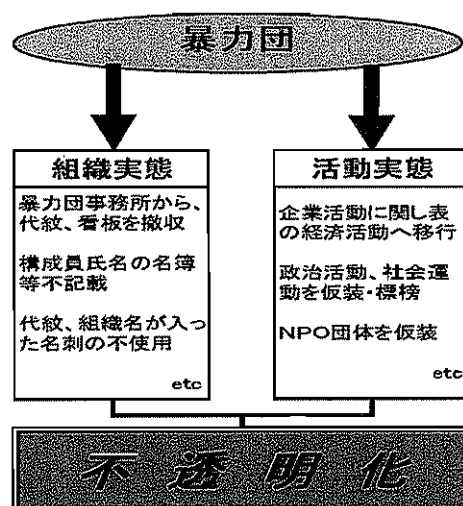 暴力団
組織実態
暴力団事務所から、
代紋、看板を撤収
構成員氏名の名簿
等不記載
代紋、組織名が入っ
た名刺の不使用
etc
活動実態
企業活動に関し表
の経済活動へ移行
政治活動、社会運
動を仮装・標榜
NPO団体を仮装
etc
不透明化